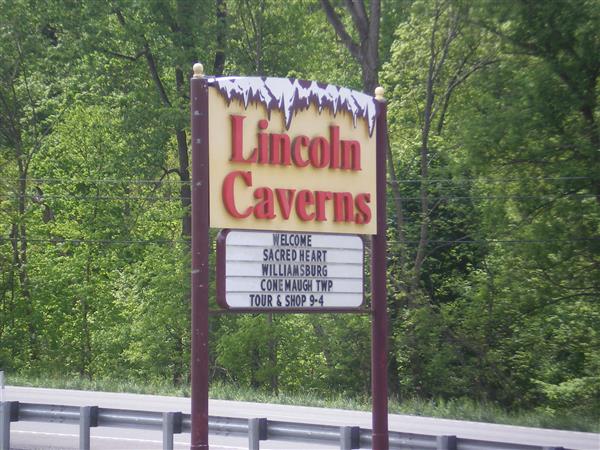 Lincoln
Caverns
WELCOME
SACRED HEART
WILLIAMSBURG
CONEMAUGH TWP
TOUR & SHOP 9-4